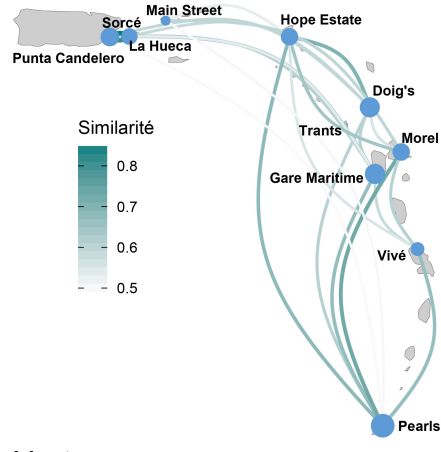 Main Street
Sorcé
Hope Estate
La Hueca
Punta Candelero
Doig's
Similarité
Trants
Morel
0.8
Gare Maritime
0.7
0.6
Vivé
0.5
Pearls